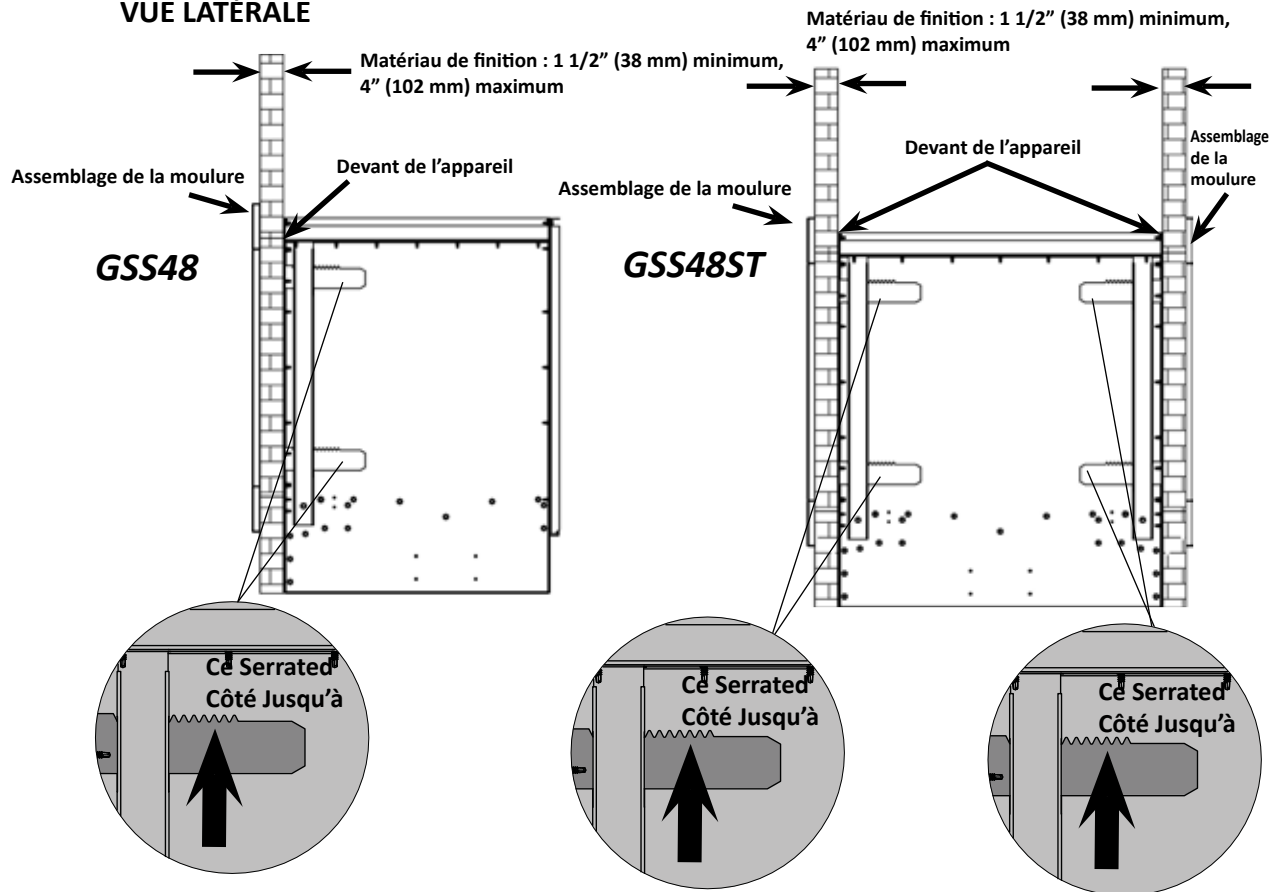 VUE LATÉRALE
Matériau de finition : 1 1/2” (38 mm) minimum,
4” (102 mm) maximum
Matériau de finition : 1 1/2” (38 mm) minimum,
4” (102 mm) maximum
Assemblage de la moulure
Devant de l’appareil
GSS48
Assemblage de la moulure
Devant de l’appareil
Assemblage
de la
moulure
GSS48ST
Ce Serrated
Côté Jusqu’à
Ce Serrated
Côté Jusqu’à
Ce Serrated
Côté Jusqu’à